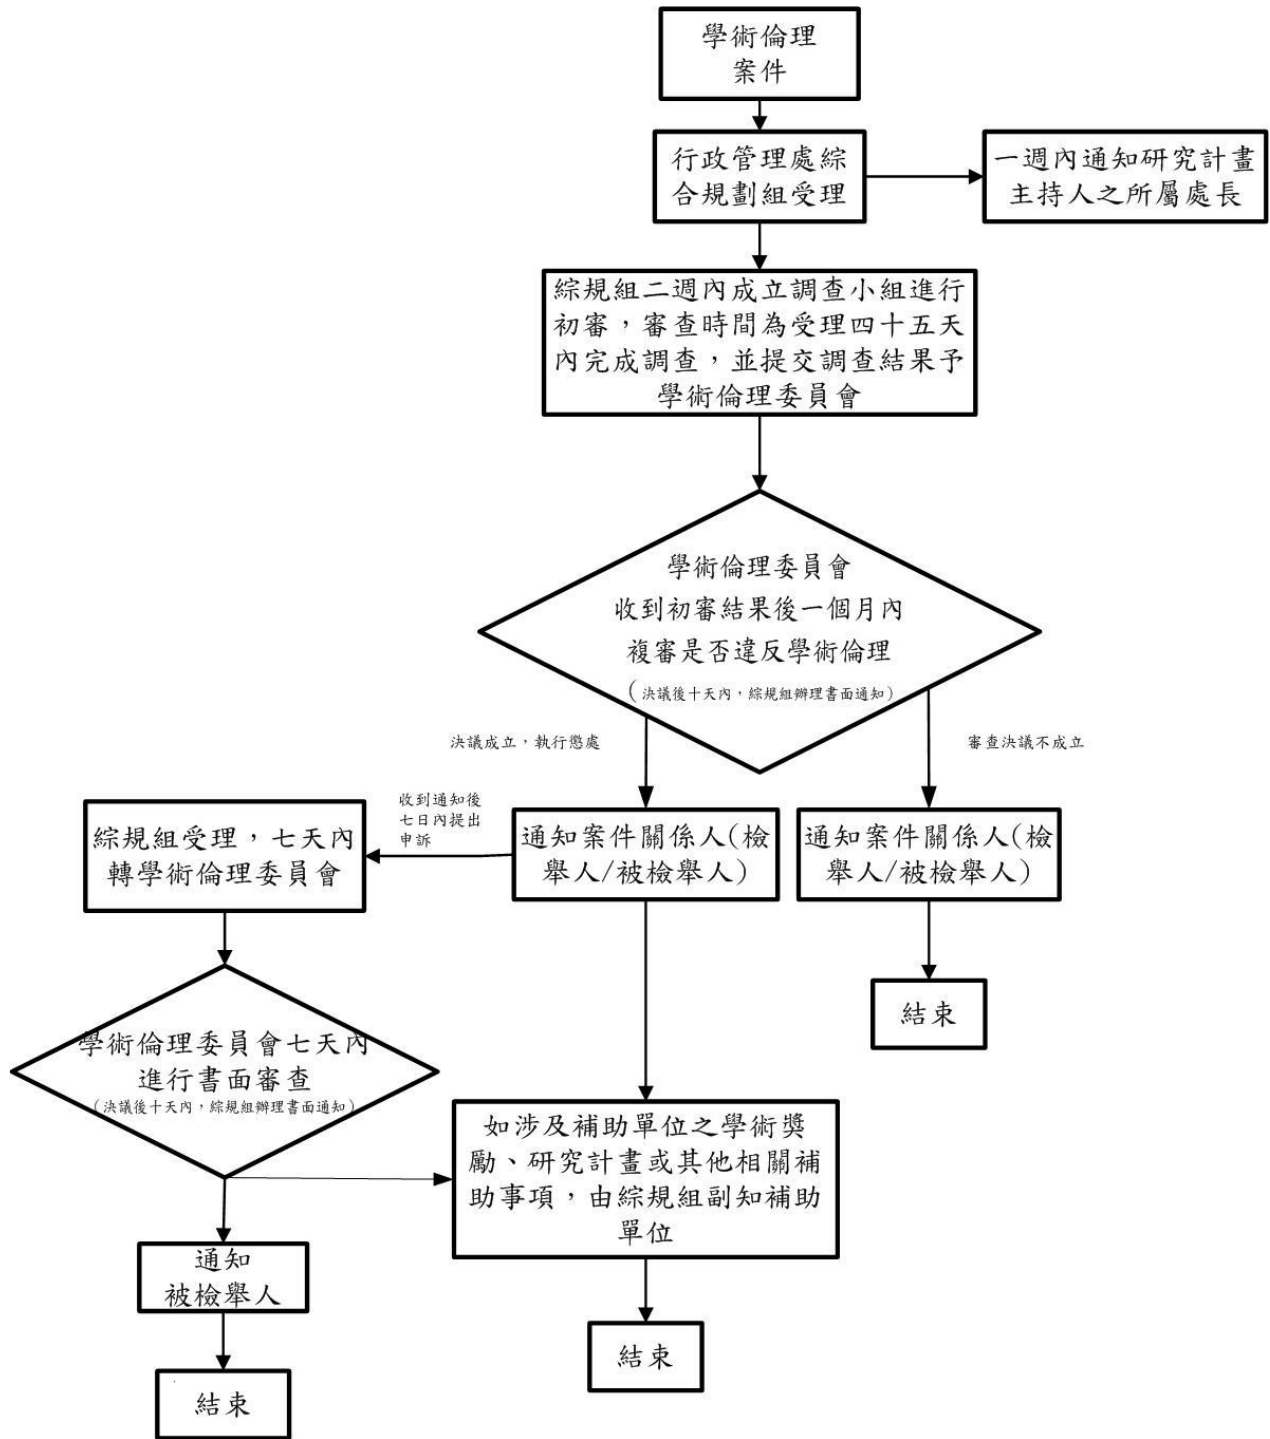 學術倫理
案件
行政管理處綜
合規劃組受理
一週內通知研究計畫
主持人之所屬處長
綜規組二週內成立調查小組進行
初審，審查時間為受理四十五天
內完成調查，並提交調查結果予
學術倫理委員會
學術倫理委員會
收到初審結果後一個月內
複審是否違反學術倫理
(決議後十天內，綜規組辦理書面通知)
決議成立，執行懲處
審查決議不成立
收到通知後
七日內提出
申訴
綜規組受理，七天內
轉學術倫理委員會
通知案件關係人(檢
舉人/被檢舉人)
通知案件關係人(檢
舉人/被檢舉人)
結束
學術倫理委員會七天內
進行書面審查
(決議後十天內，綜規組辦理書面通知)
如涉及補助單位之學術獎
勵、研究計畫或其他相關補
助事項，由綜規組副知補助
單位
通知
被檢舉人
結束
結束